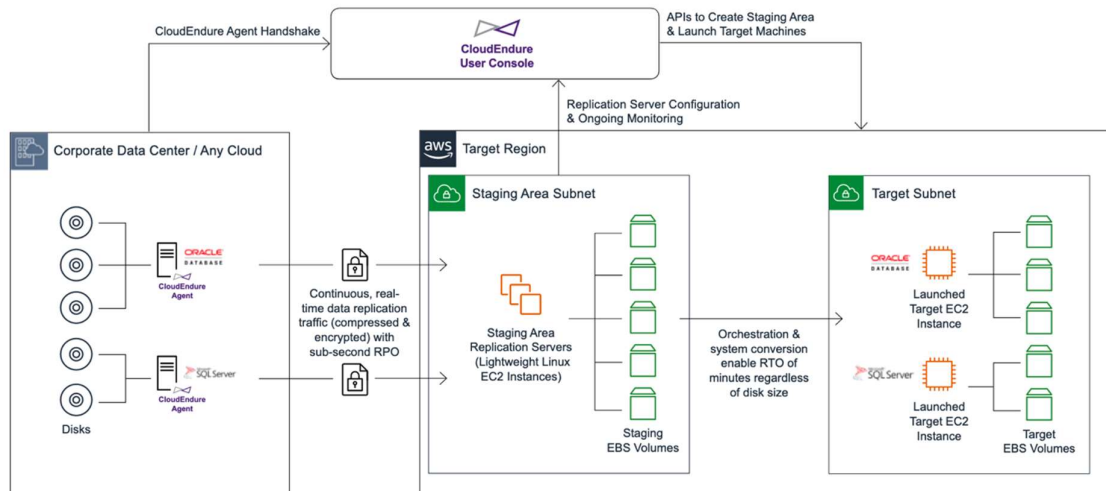 CloudEndure Agent Handshake
CloudEndure
User Console
APIs to Create Staging Area
& Launch Target Machines
Replication Server Configuration
& Ongoing Monitoring
Corporate Data Center / Any Cloud
aws
Target Region
Staging Area Subnet
Target Subnet
ORACLE
DATABASE
CloudEndure
Agent
Continuous, real-
time data replication
traffic (compressed &
encrypted) with
sub-second RPO
SQL Server
CloudEndure
Agent
Disks
Staging Area
Replication Servers
(Lightweight Linux
EC2 Instances)
Staging
EBS Volumes
Orchestration &
system conversion
enable RTO of
minutes regardless
of disk size
ORACLE
DATABASE
Launched
Target EC2
Instance
SQL Server
Launched
Target EC2
Instance
Target
EBS Volumes